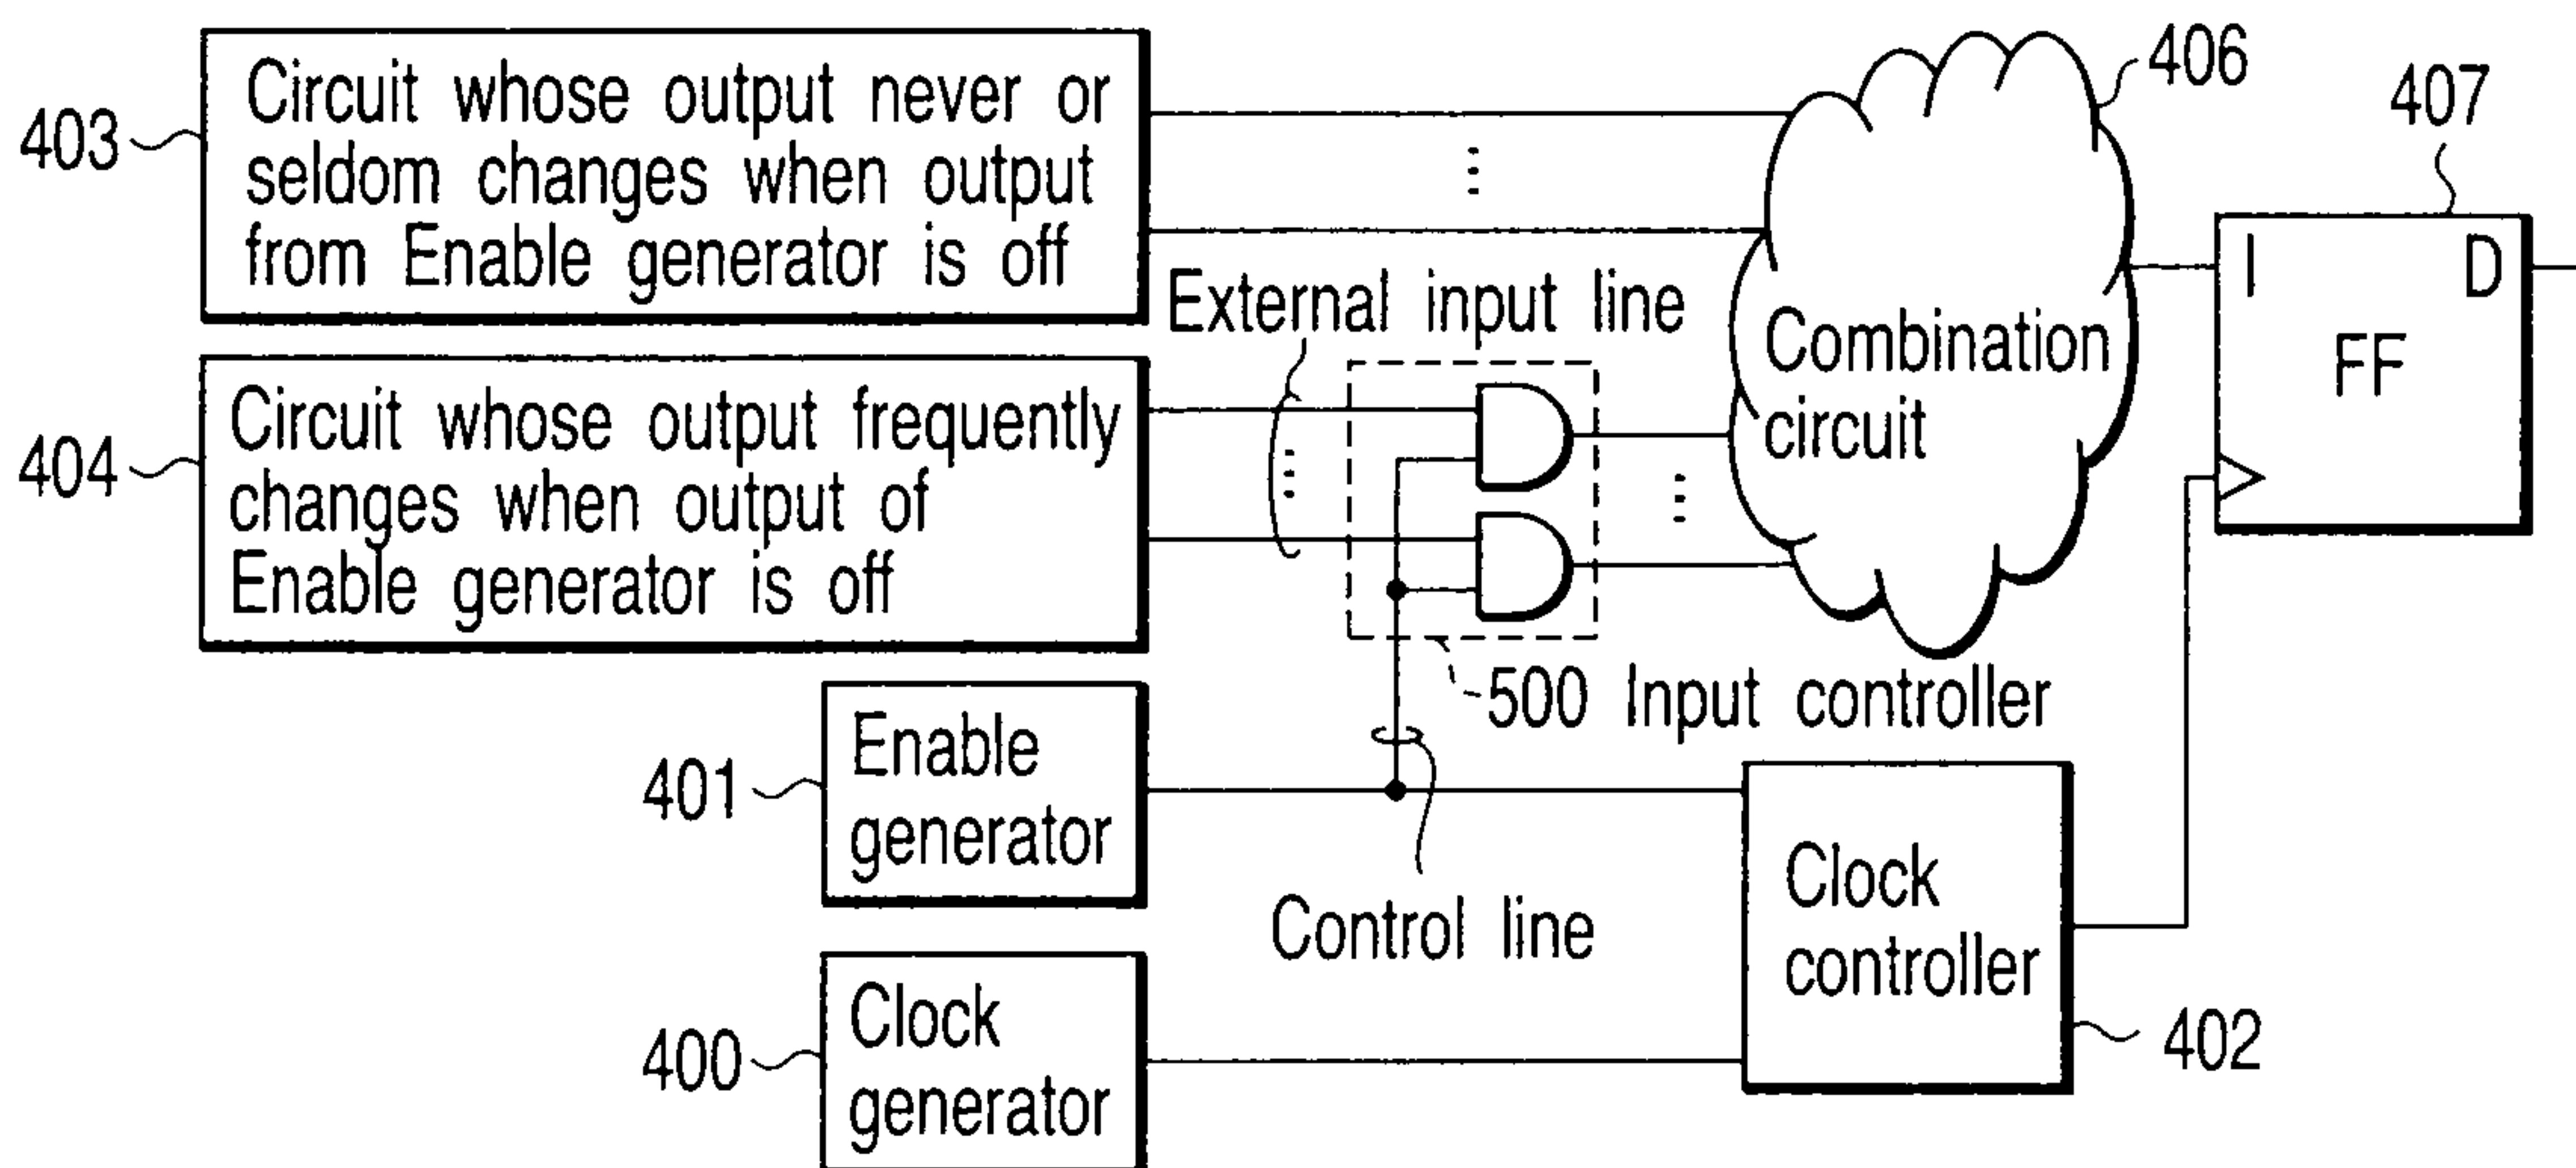 403
Circuit whose output never or
seldom changes when output
from Enable generator is off
406
407
I D
FF
External input line
Combination
circuit
404
Circuit whose output frequently
changes when output of
Enable generator is off
500 Input controller
401
Enable
generator
Control line
Clock
controller
402
400
Clock
generator